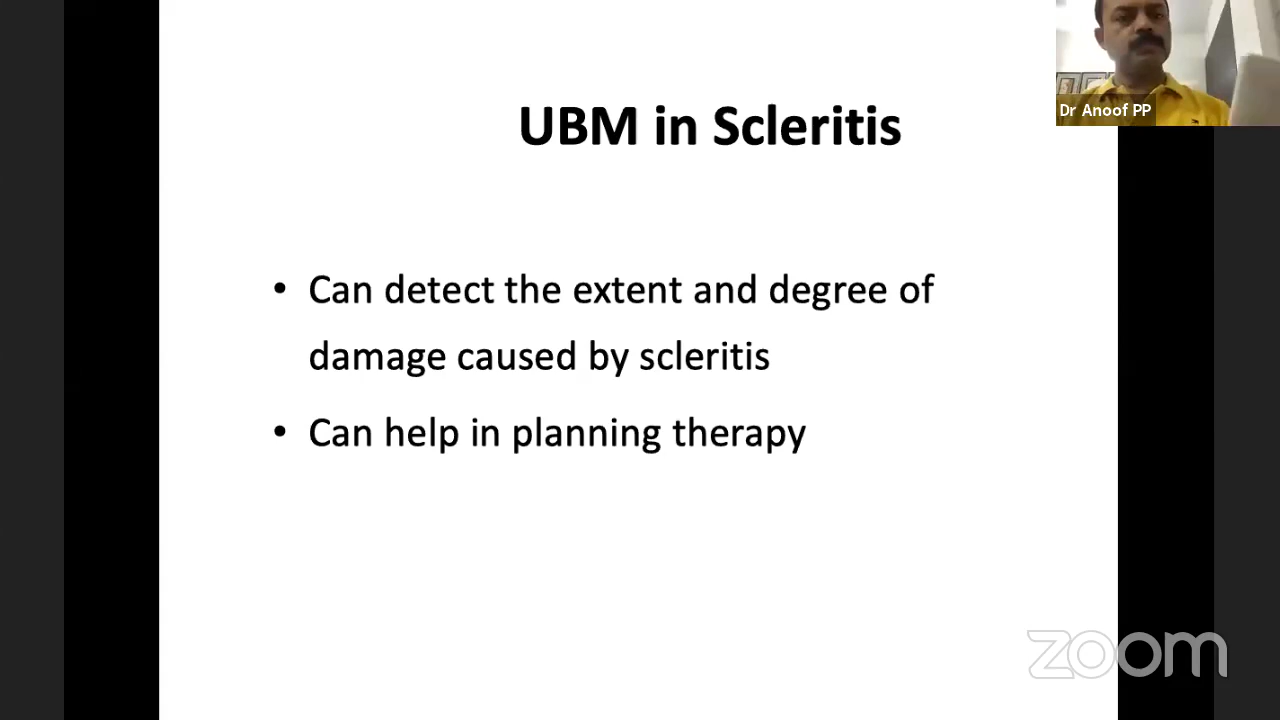 Dr Anoof PP
UBM in Scleritis
• Can detect the extent and degree of
damage caused by scleritis
• Can help in planning therapy
zoom